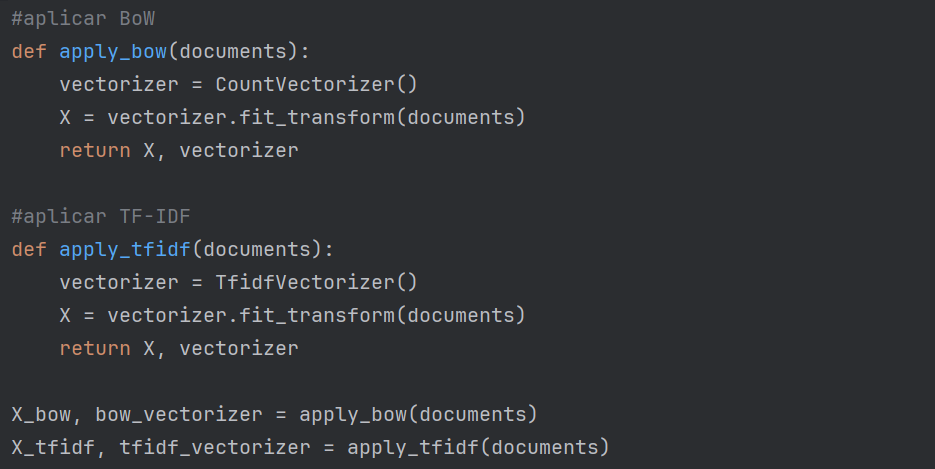 #aplicar BoW
def apply_bow(documents):
    vectorizer = CountVectorizer()
    X = vectorizer.fit_transform(documents)
    return X, vectorizer

#aplicar TF-IDF
def apply_tfidf(documents):
    vectorizer = TfidfVectorizer()
    X = vectorizer.fit_transform(documents)
    return X, vectorizer

X_bow, bow_vectorizer = apply_bow(documents)
X_tfidf, tfidf_vectorizer = apply_tfidf(documents)